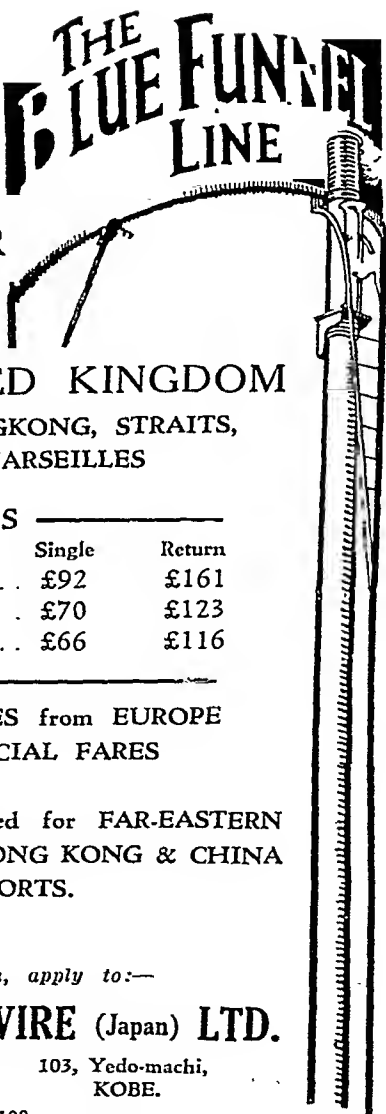 THE
BLUE FUNNEL
LINE
R
ED KINGDOM
GKONG, STRAITS,
ARSEILLES
S
Single Return
.. £92 £161
. £70 £123
.. £66 £116
ES from EUROPE
CIAL FARES
ed for FAR-EASTERN
ONG KONG & CHINA
ORTS.
s, apply to:—
WIRE (Japan) LTD.
103, Yedo-machi,
KOBE.